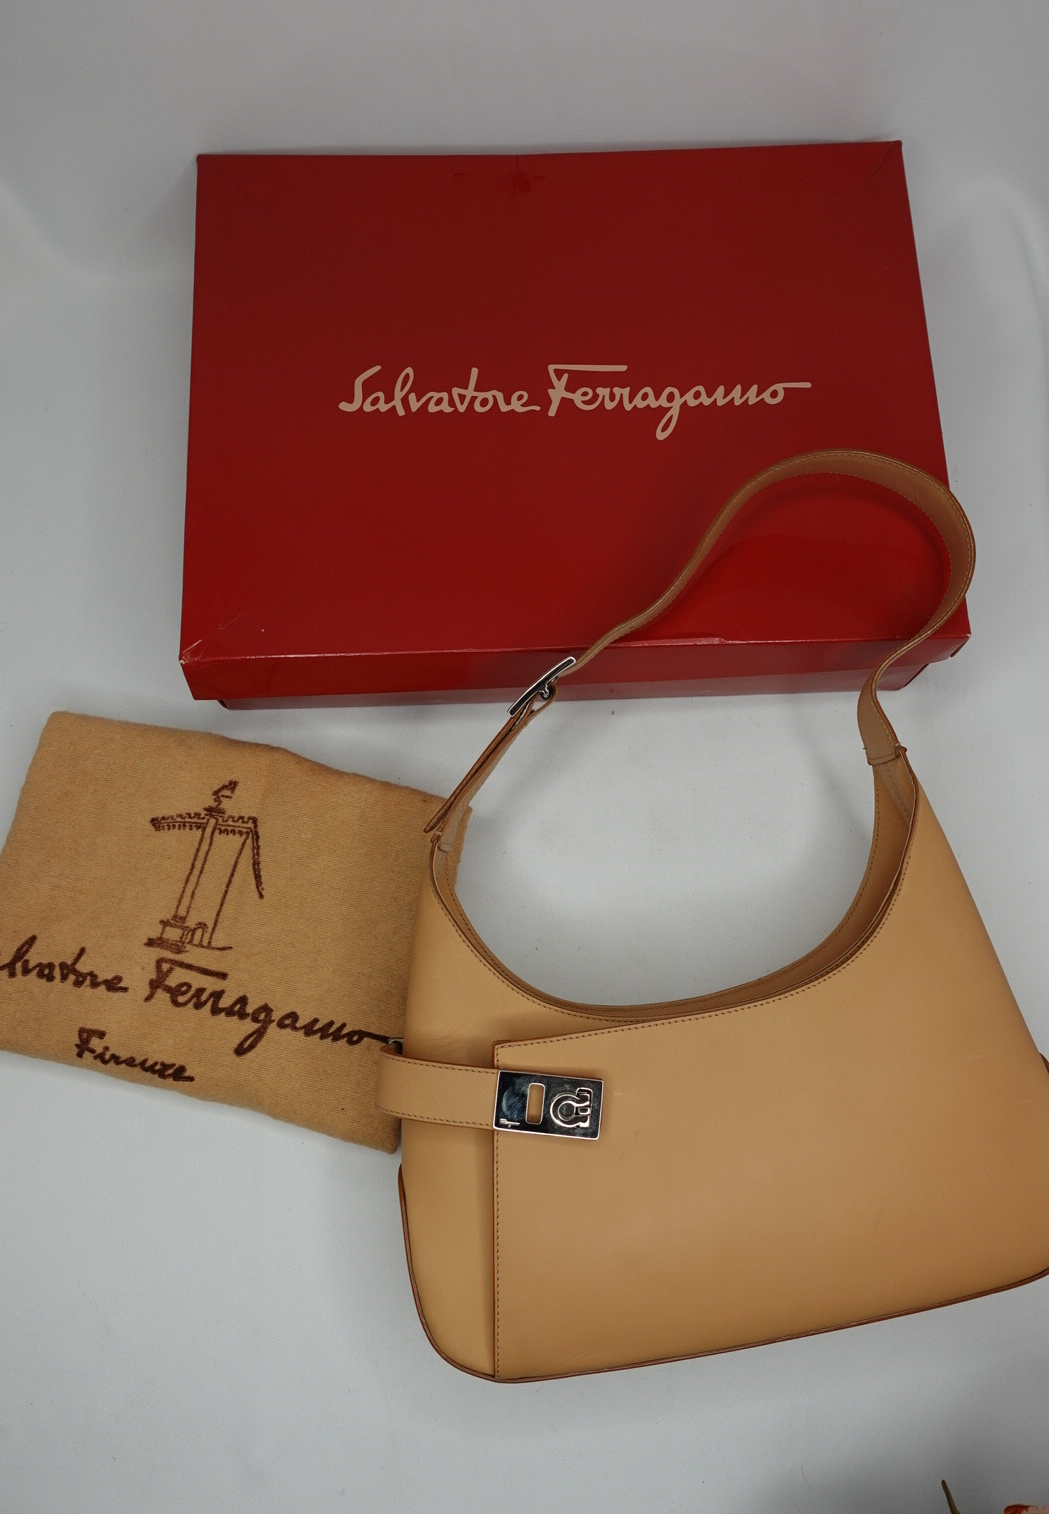 Salvatore Ferragamo
alvatore Ferragamo
Firenze